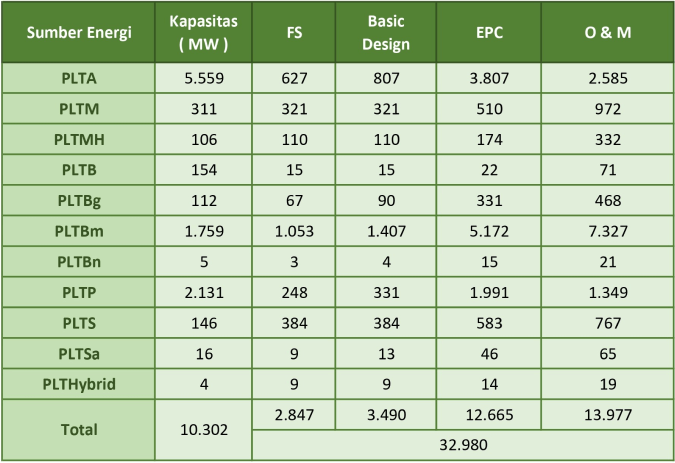 Sumber Energi Kapasitas ( MW ) FS Basic Design EPC O & M
PLTA 5.559 627 807 3.807 2.585
PLTM 311 321 321 510 972
PLTMH 106 110 110 174 332
PLTB 154 15 15 22 71
PLTBg 112 67 90 331 468
PLTBm 1.759 1.053 1.407 5.172 7.327
PLTBn 5 3 4 15 21
PLTP 2.131 248 331 1.991 1.349
PLTS 146 384 384 583 767
PLTSa 16 9 13 46 65
PLTHybrid 4 9 9 14 19
Total 10.302 2.847 3.490 12.665 13.977
32.980